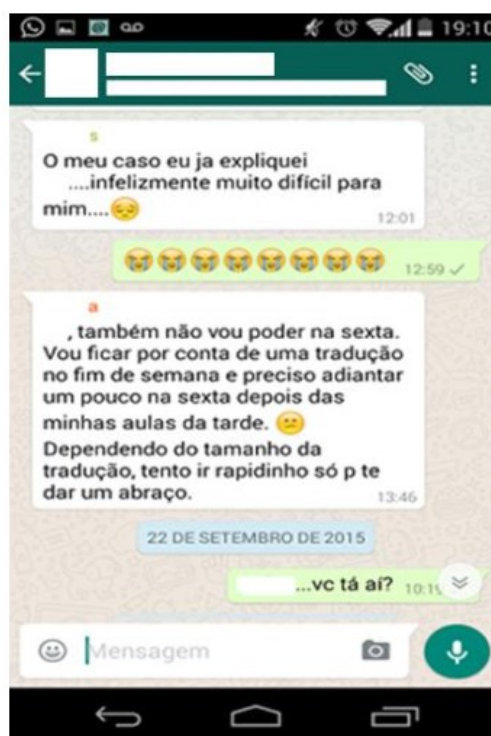 19:10
s
O meu caso eu ja expliquei
....infelizmente muito difícil para
mim....😔
12:01
😭😭😭😭😭😭😭😭
12:59
a
, também não vou poder na sexta.
Vou ficar por conta de uma tradução
no fim de semana e preciso adiantar
um pouco na sexta depois das
minhas aulas da tarde. 😕
Dependendo do tamanho da
tradução, tento ir rapidinho só p te
dar um abraço.
13:46
22 DE SETEMBRO DE 2015
...vc tá aí?
Mensagem